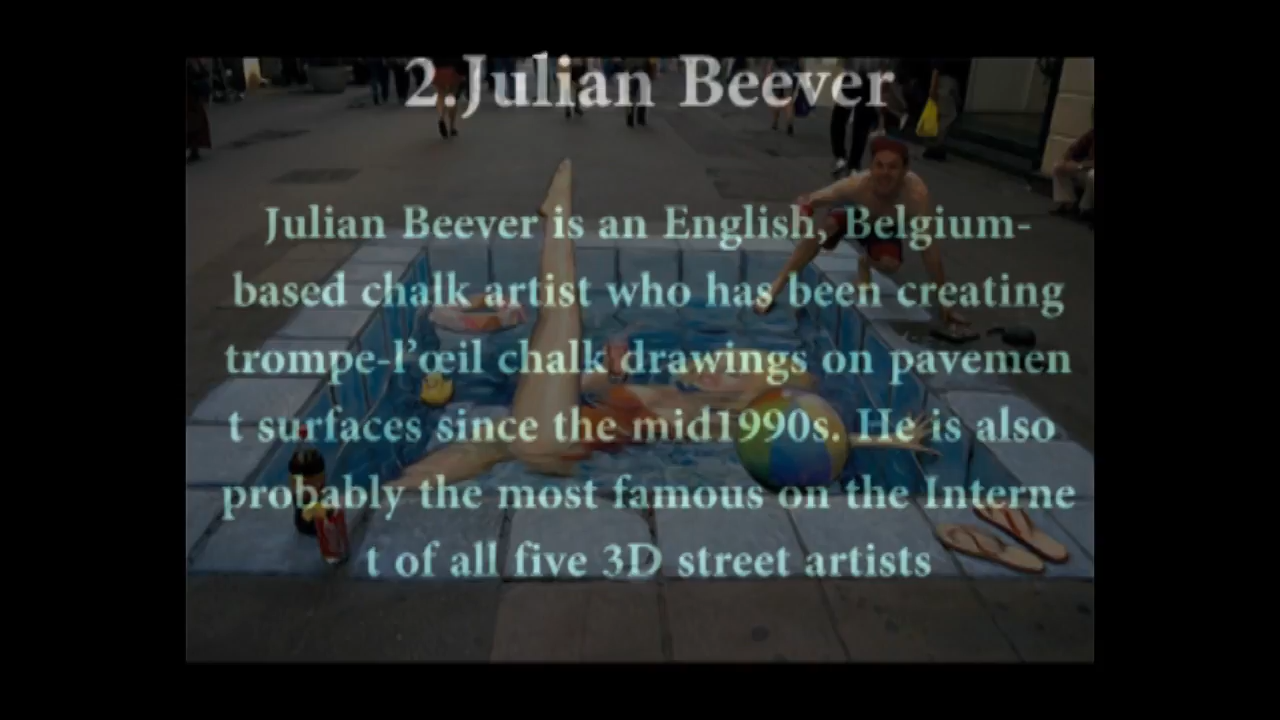 2.Julian Beever
Julian Beever is an English, Belgium-
based chalk artist who has been creating
trompe-l’œil chalk drawings on pavemen
t surfaces since the mid1990s. He is also
probably the most famous on the Interne
t of all five 3D street artists